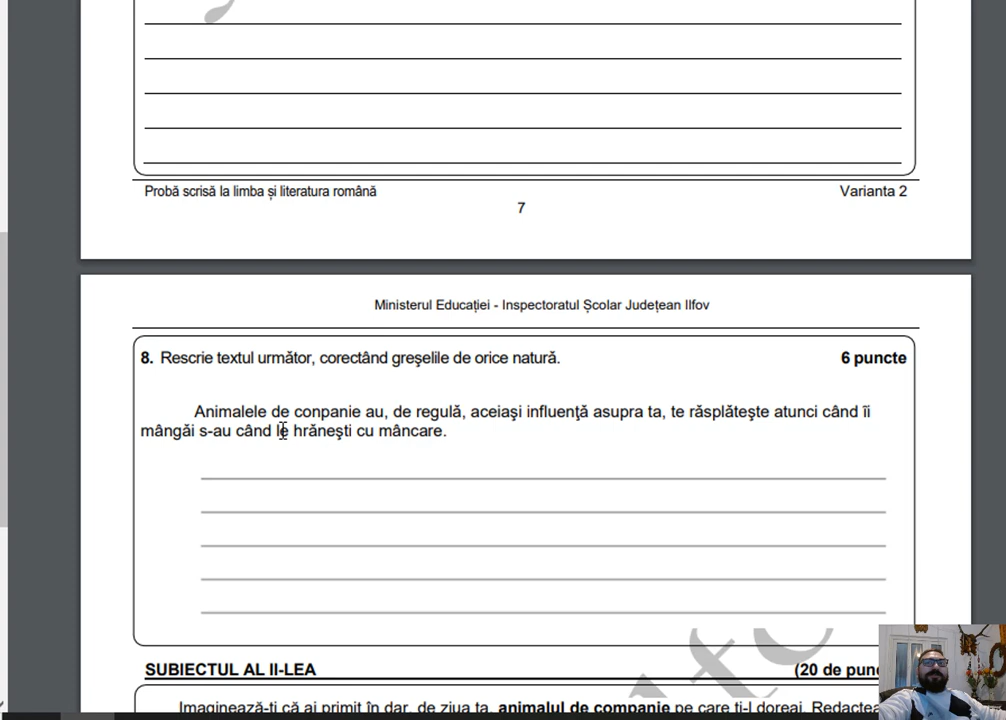 Probă scrisă la limba și literatura română
Varianta 2
7
Ministerul Educației - Inspectoratul Școlar Județean Ilfov
8. Rescrie textul următor, corectând greşelile de orice natură.
6 puncte
Animalele de conpanie au, de regulă, aceiaşi influenţă asupra ta, te răsplăteşte atunci când îi
mângăi s-au când le hrăneşti cu mâncare.
SUBIECTUL AL II-LEA
(20 de pun
Imaginează-ți că ai primit în dar, de ziua ta, animalul de companie pe care ți-l doreai. Redactea